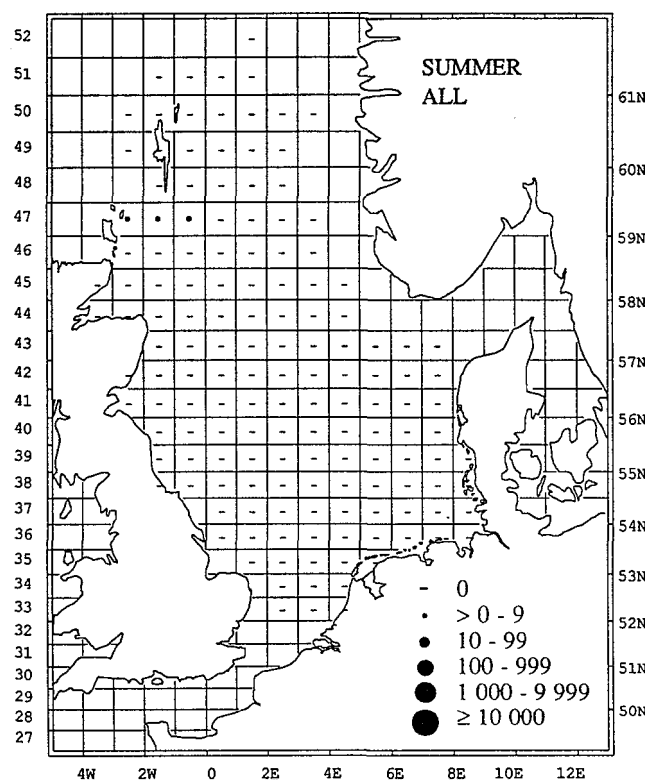 SUMMER
ALL
52
51
50
49
48
47
46
45
44
43
42
41
40
39
38
37
36
35
34
33
32
31
30
29
28
27
61N
60N
59N
58N
57N
56N
55N
54N
53N
52N
51N
50N
- 0
> 0 - 9
10 - 99
100 - 999
1 000 - 9 999
≥ 10 000
4W 2W 0 2E 4E 6E 8E 10E 12E